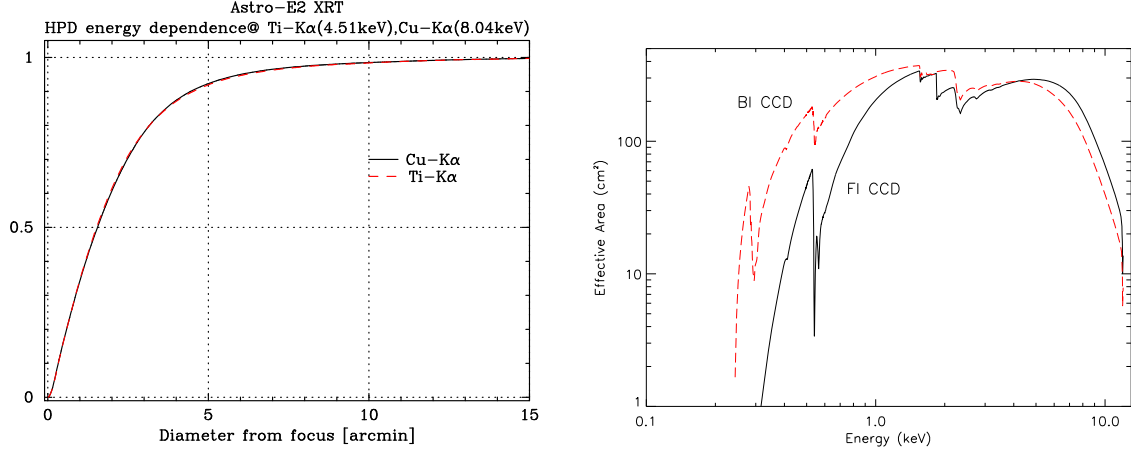 Astro-E2 XRT
HPD energy dependence@ Ti-Kα(4.51keV),Cu-Kα(8.04keV)
1
0.5
0
Cu-Kα
Ti-Kα
0
5
10
15
Diameter from focus [arcmin]
BI CCD
FI CCD
Effective Area (cm²)
100
10
1
0.1
1.0
10.0
Energy (keV)